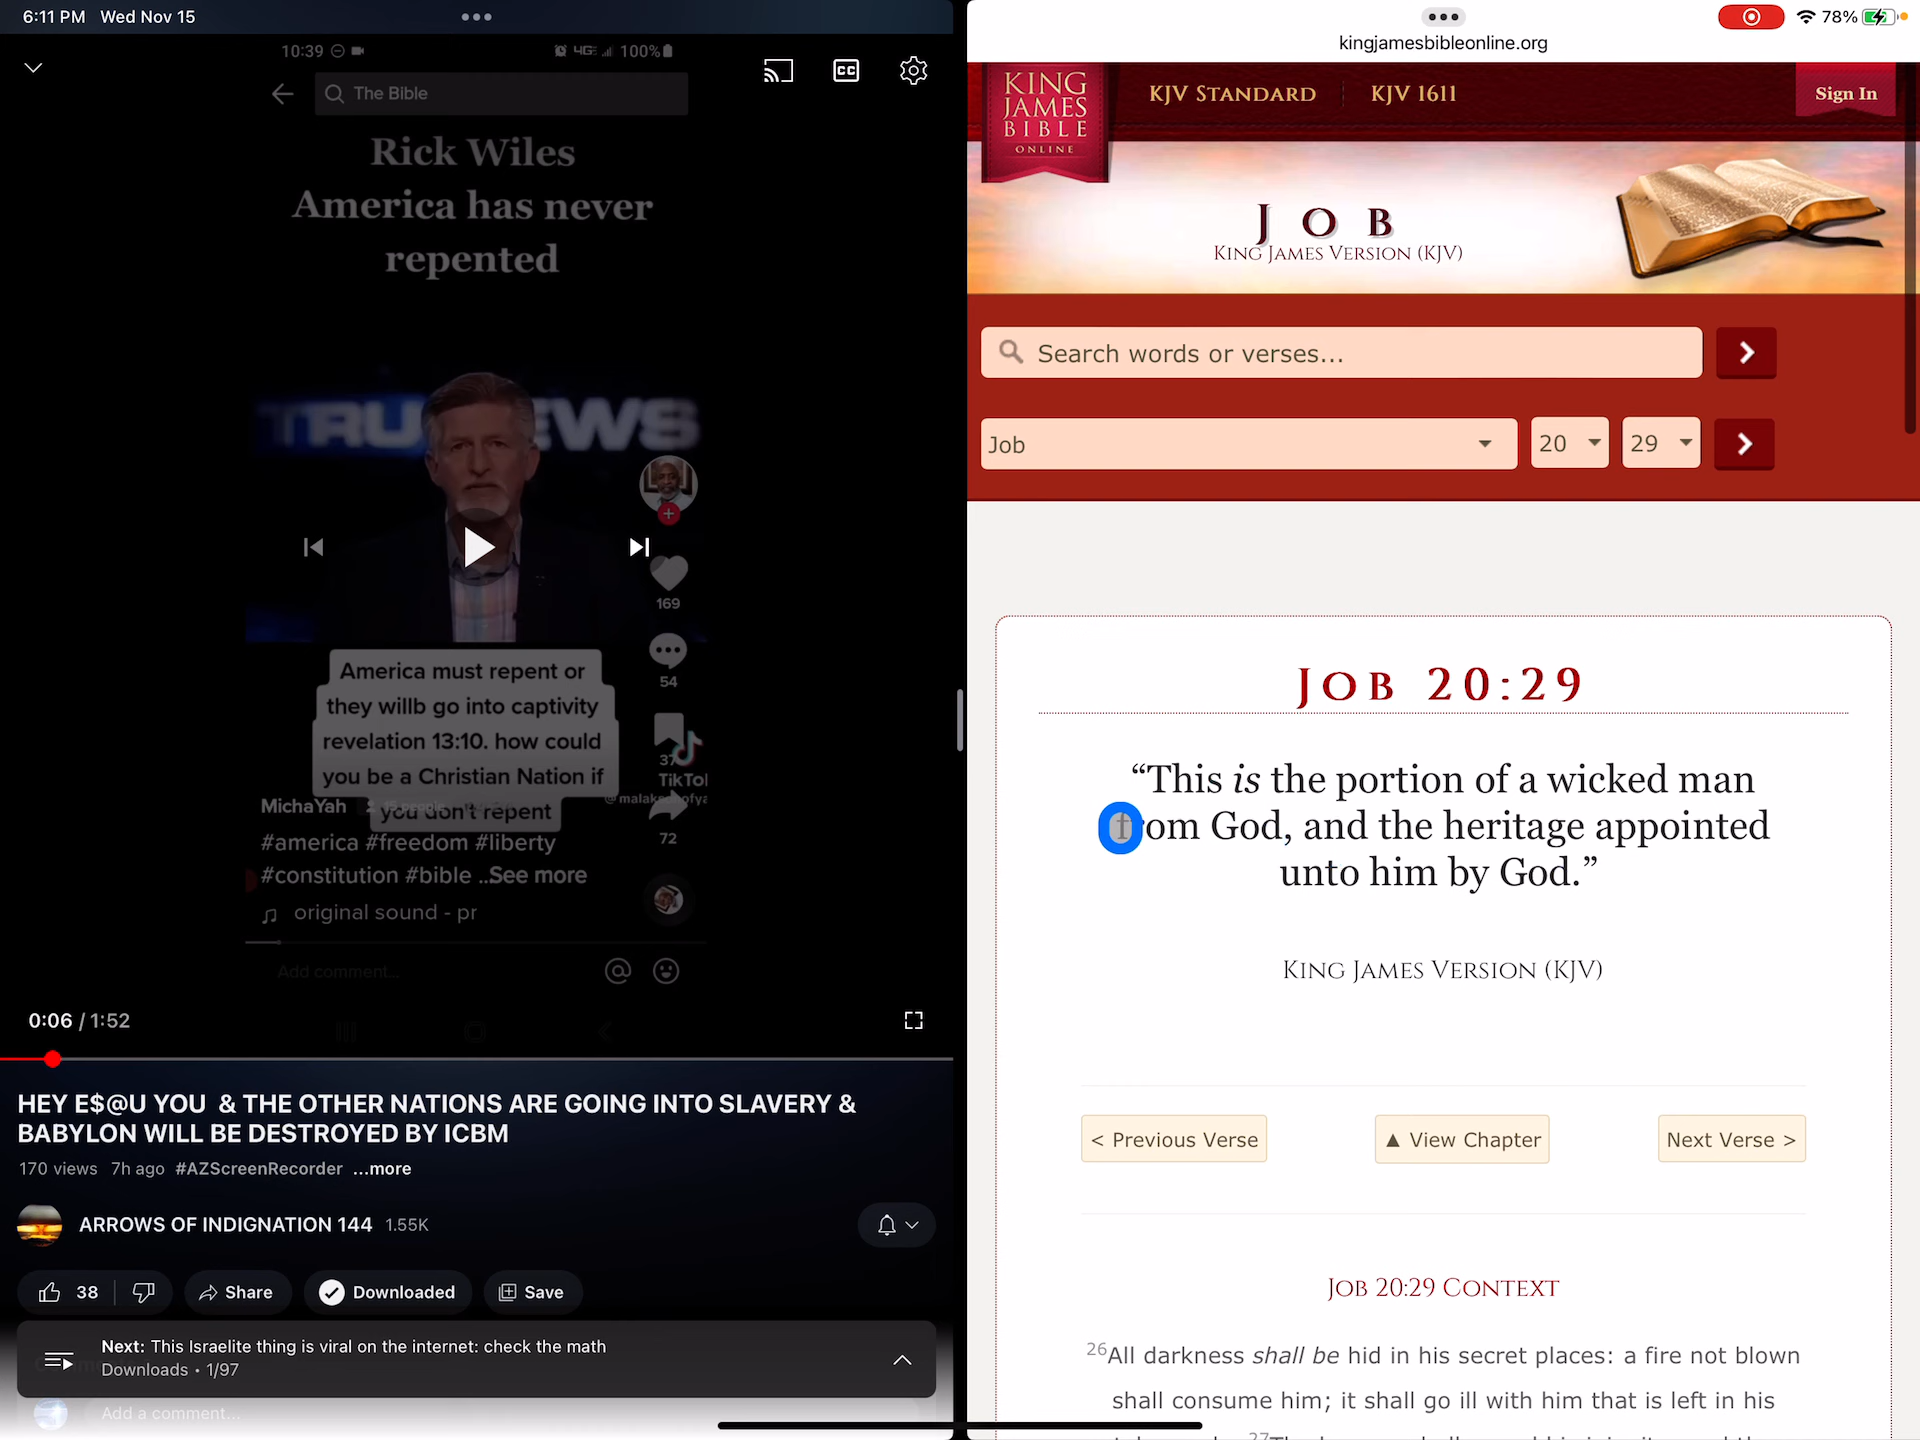 6:11 PM Wed Nov 15
10:39 4G 100%
The Bible
CC
Rick Wiles
America has never
repented
TRUNEWS
169
54
37
TikTok
72
America must repent or
they willb go into captivity
revelation 13:10. how could
you be a Christian Nation if
you don't repent
MichaYah
#america #freedom #liberty
#constitution #bible ...See more
original sound - pr
Add comment...
0:06 / 1:52
HEY E$@U YOU & THE OTHER NATIONS ARE GOING INTO SLAVERY &
BABYLON WILL BE DESTROYED BY ICBM
170 views 7h ago #AZScreenRecorder ...more
ARROWS OF INDIGNATION 144 1.55K
38 Share Downloaded Save
Next: This Israelite thing is viral on the internet: check the math
Downloads • 1/97
Add a comment...
78%
kingjamesbibleonline.org
KING
JAMES
BIBLE
ONLINE
KJV STANDARD KJV 1611
Sign In
JOB
KING JAMES VERSION (KJV)
Search words or verses...
Job 20 29
JOB 20:29
“This is the portion of a wicked man
from God, and the heritage appointed
unto him by God.”
KING JAMES VERSION (KJV)
< Previous Verse ▲ View Chapter Next Verse >
JOB 20:29 CONTEXT
26All darkness shall be hid in his secret places: a fire not blown
shall consume him; it shall go ill with him that is left in his